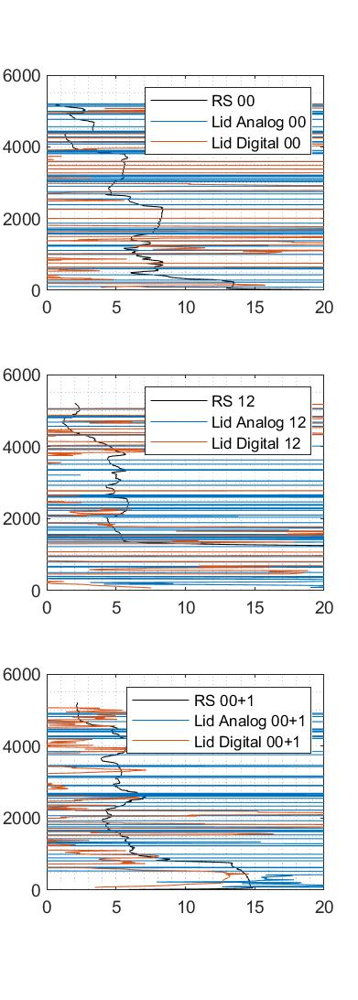 6000
RS 00
Lid Analog 00
Lid Digital 00
4000
2000
0
0 5 10 15 20
6000
RS 12
Lid Analog 12
Lid Digital 12
4000
2000
0
0 5 10 15 20
6000
RS 00+1
Lid Analog 00+1
Lid Digital 00+1
4000
2000
0
0 5 10 15 20